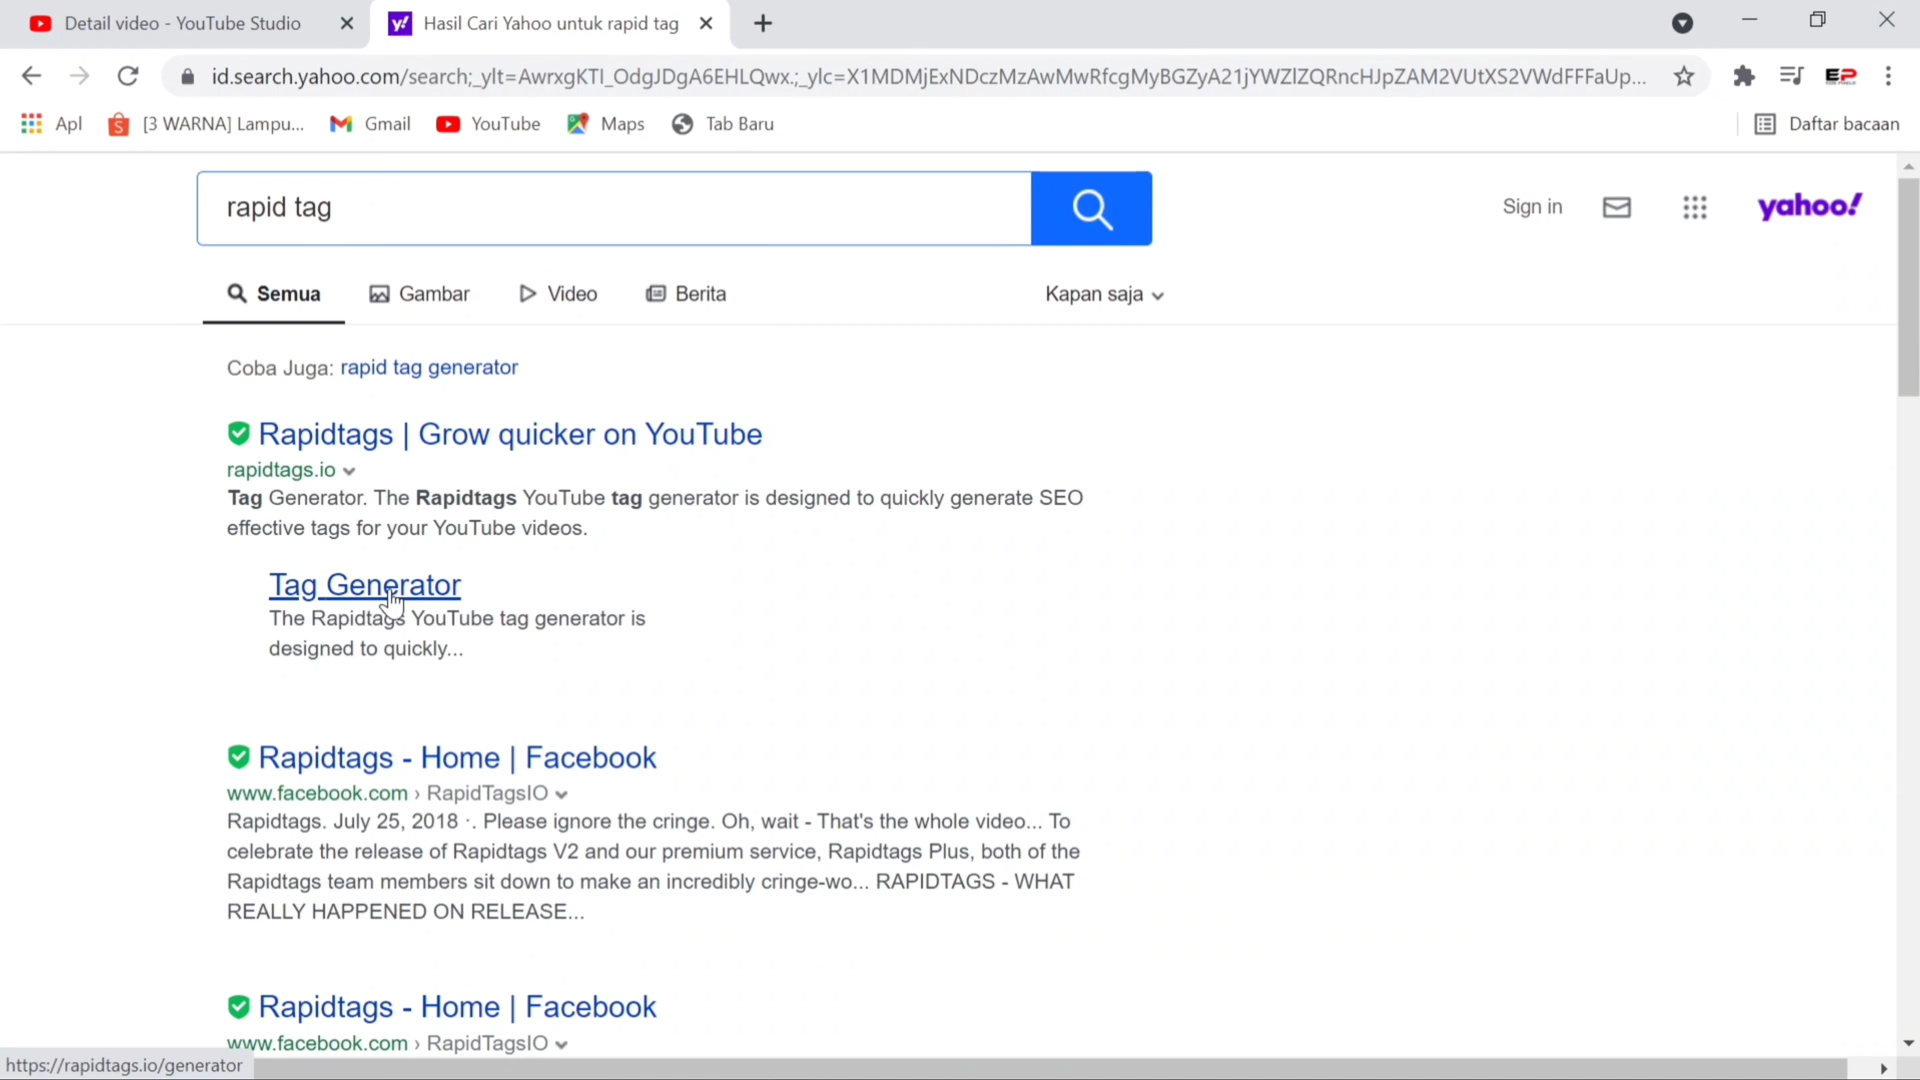 Detail video - YouTube Studio
Hasil Cari Yahoo untuk rapid tag
id.search.yahoo.com/search;_ylt=AwrxgKTI_OdgJDgA6EHLQwx.;_ylc=X1MDMjExNDczMzAwMwRfcgMyBGZyA21jYWZlZQRncHJpZAM2VUtXS2VWdFFFaUp...
Apl
[3 WARNA] Lampu...
Gmail
YouTube
Maps
Tab Baru
Daftar bacaan
rapid tag
Sign in
yahoo!
Semua
Gambar
Video
Berita
Kapan saja
Coba Juga: rapid tag generator
Rapidtags | Grow quicker on YouTube
rapidtags.io
Tag Generator. The Rapidtags YouTube tag generator is designed to quickly generate SEO
effective tags for your YouTube videos.
Tag Generator
The Rapidtags YouTube tag generator is
designed to quickly...
Rapidtags - Home | Facebook
www.facebook.com › RapidTagsIO
Rapidtags. July 25, 2018 ·. Please ignore the cringe. Oh, wait - That's the whole video... To
celebrate the release of Rapidtags V2 and our premium service, Rapidtags Plus, both of the
Rapidtags team members sit down to make an incredibly cringe-wo... RAPIDTAGS - WHAT
REALLY HAPPENED ON RELEASE...
Rapidtags - Home | Facebook
www.facebook.com › RapidTagsIO
https://rapidtags.io/generator